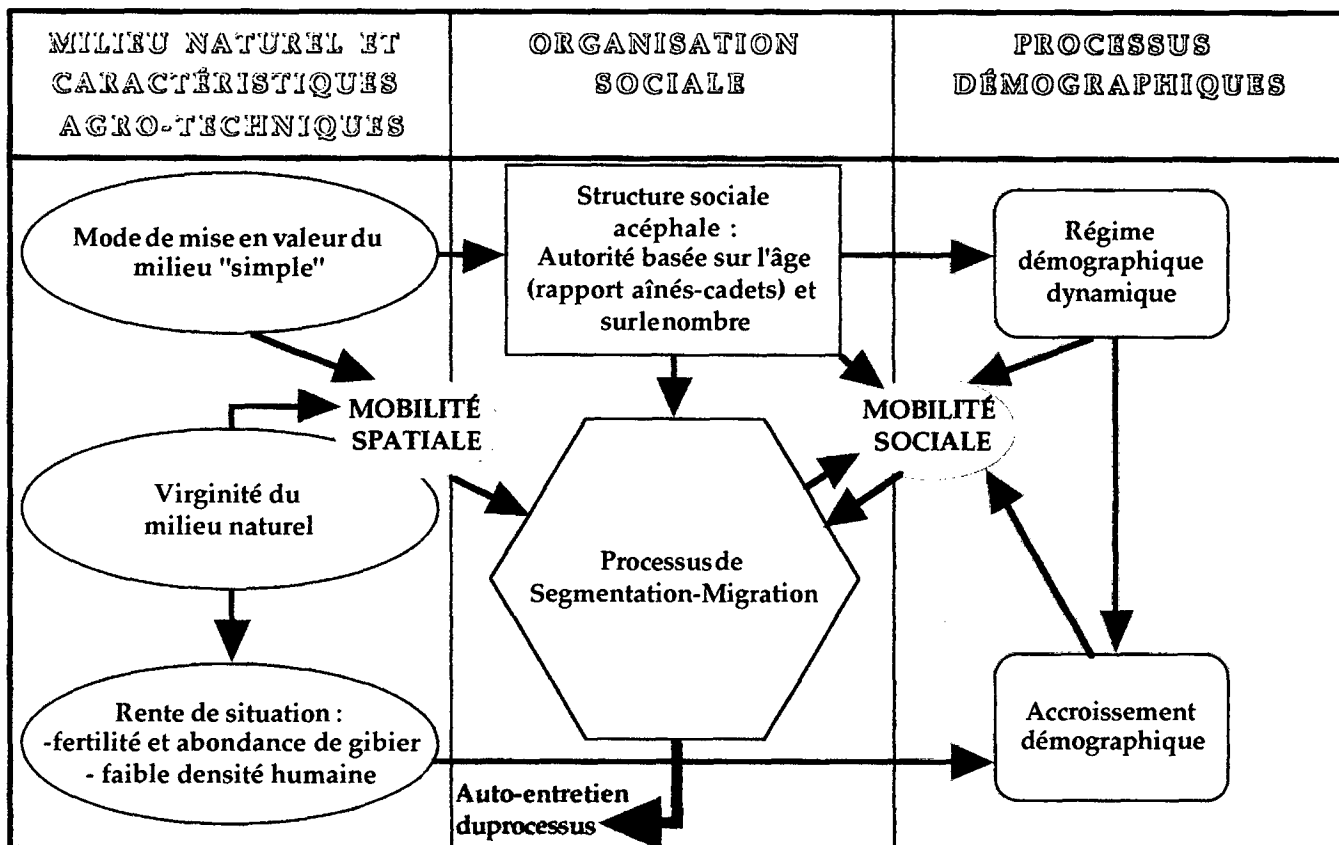 MILIEU NATUREL ET
CARACTÉRISTIQUES
AGRO-TECHNIQUES
ORGANISATION
SOCIALE
PROCESSUS
DÉMOGRAPHIQUES
Mode de mise en valeur du
milieu "simple"
Structure sociale
acéphale :
Autorité basée sur l'âge
(rapport aînés-cadets) et
surlenombre
Régime
démographique
dynamique
MOBILITÉ
SPATIALE
MOBILITÉ
SOCIALE
Virginité du
milieu naturel
Processus de
Segmentation-Migration
Rente de situation :
-fertilité et abondance de gibier
- faible densité humaine
Accroissement
démographique
Auto-entretien
duprocessus